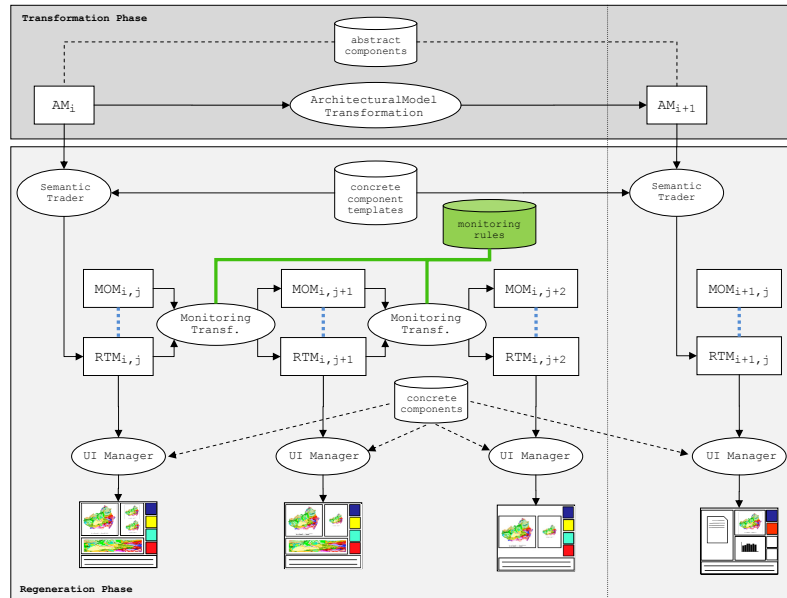 Transformation Phase
abstract
components
AMi
ArchitecturalModel
Transformation
AMi+1
Semantic
Trader
concrete
component
templates
Semantic
Trader
monitoring
rules
MOMi,j
MOMi,j+1
MOMi,j+2
MOMi+1,j
Monitoring
Transf.
Monitoring
Transf.
RTMi,j
RTMi,j+1
RTMi,j+2
RTMi+1,j
concrete
components
UI Manager
UI Manager
UI Manager
UI Manager
Regeneration Phase